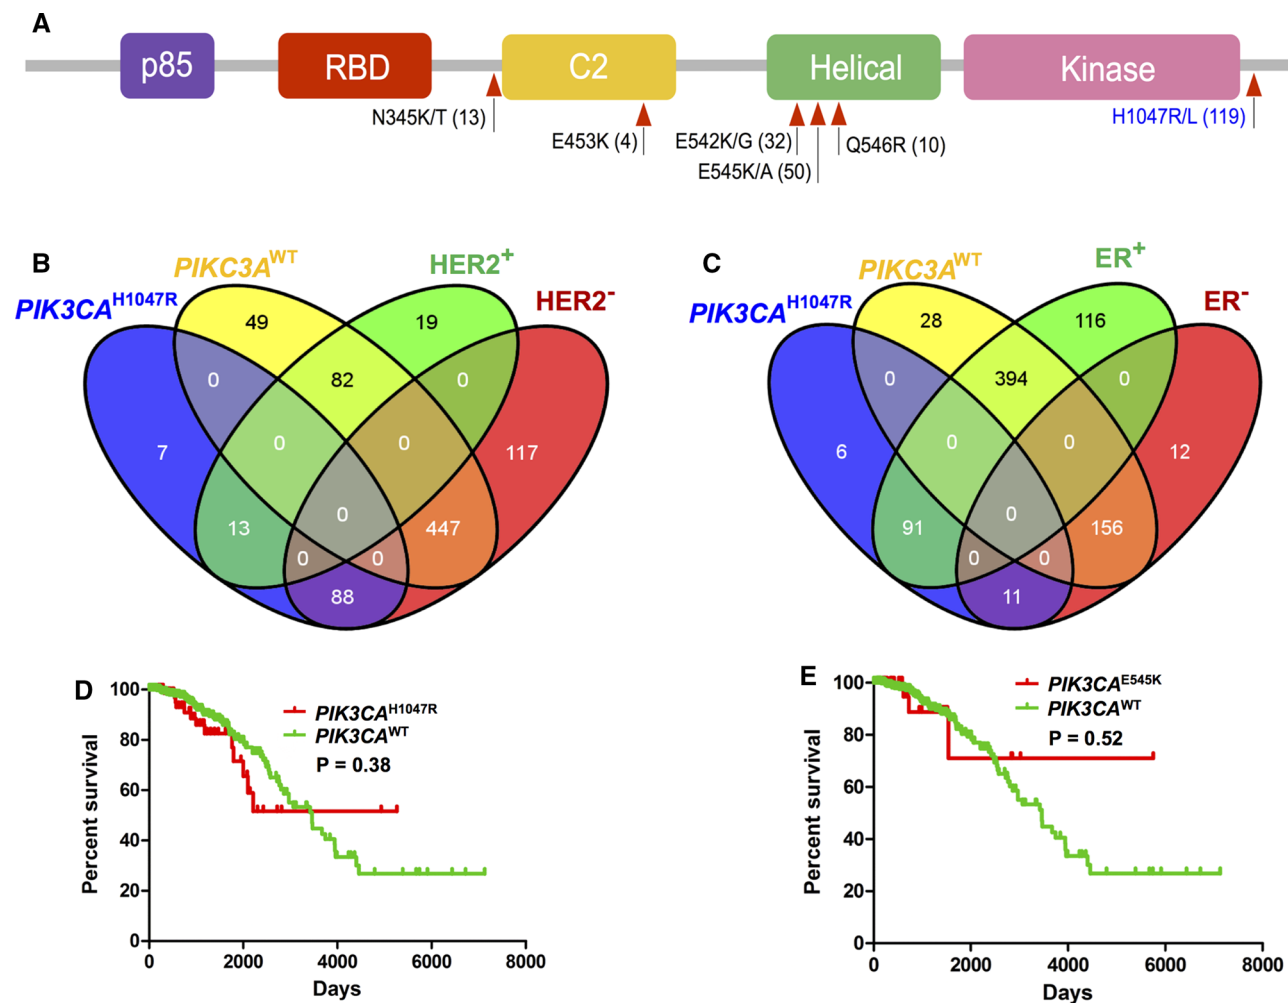 A
p85
RBD
C2
Helical
Kinase
N345K/T (13)
E453K (4)
E542K/G (32)
E545K/A (50)
Q546R (10)
H1047R/L (119)
B
PIK3CA^H1047R
PIKC3A^WT
HER2^+
HER2^-
49
19
0
82
0
7
0
0
117
13
0
447
0
0
88
C
PIK3CA^H1047R
PIKC3A^WT
ER^+
ER^-
28
116
0
394
0
6
0
0
12
91
0
156
0
0
11
D
PIK3CA^H1047R
PIK3CA^WT
P = 0.38
Percent survival
100
80
60
40
20
0
0
2000
4000
6000
8000
Days
E
PIK3CA^E545K
PIK3CA^WT
P = 0.52
Percent survival
100
80
60
40
20
0
0
2000
4000
6000
8000
Days